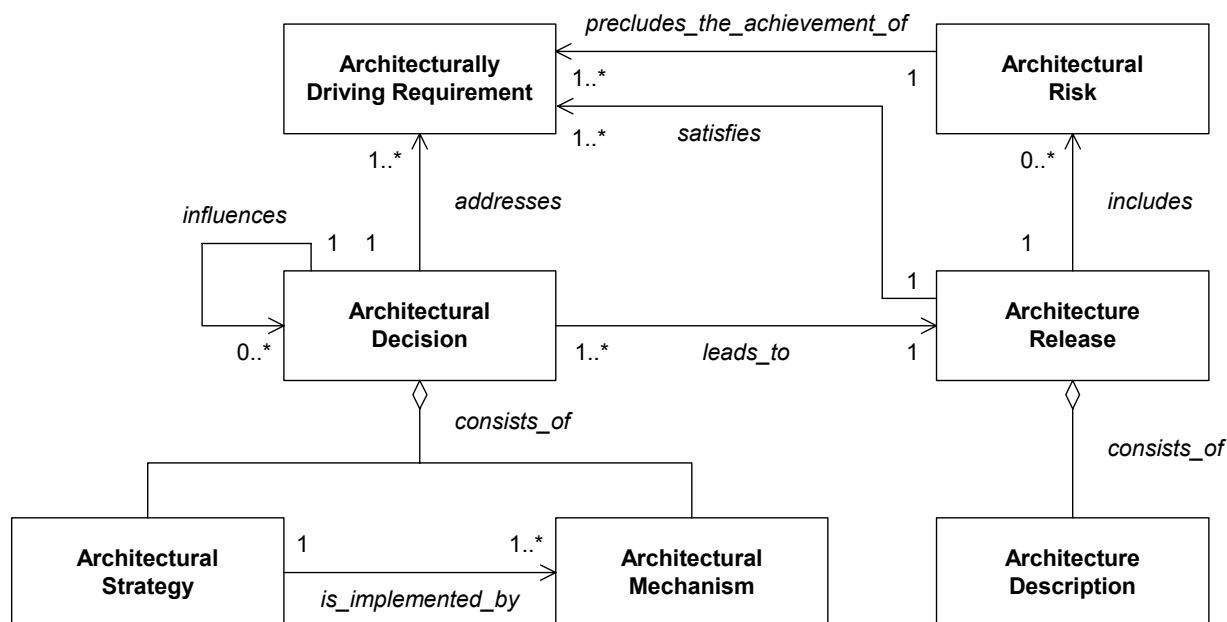 precludes_the_achievement_of
Architecturally
Driving Requirement
1..*
1
Architectural
Risk
1..*
satisfies
1..*
0..*
influences
addresses
includes
1
1
1
1
Architectural
Decision
Architecture
Release
0..*
1..*
leads_to
1
consists_of
consists_of
Architectural
Strategy
1
1..*
is_implemented_by
Architectural
Mechanism
Architecture
Description